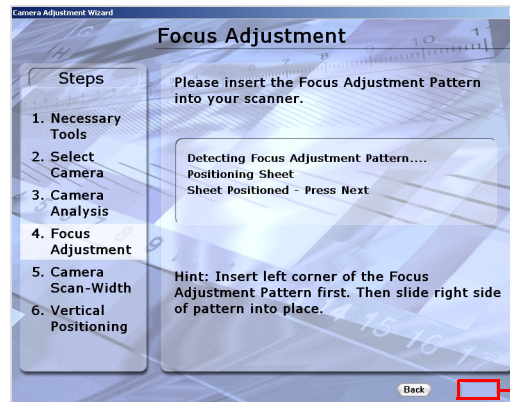 Camera Adjustment Wizard
Focus Adjustment
Steps
1. Necessary
Tools
2. Select
Camera
3. Camera
Analysis
4. Focus
Adjustment
5. Camera
Scan-Width
6. Vertical
Positioning
Please insert the Focus Adjustment Pattern
into your scanner.
Detecting Focus Adjustment Pattern....
Positioning Sheet
Sheet Positioned - Press Next
Hint: Insert left corner of the Focus
Adjustment Pattern first. Then slide right side
of pattern into place.
Back